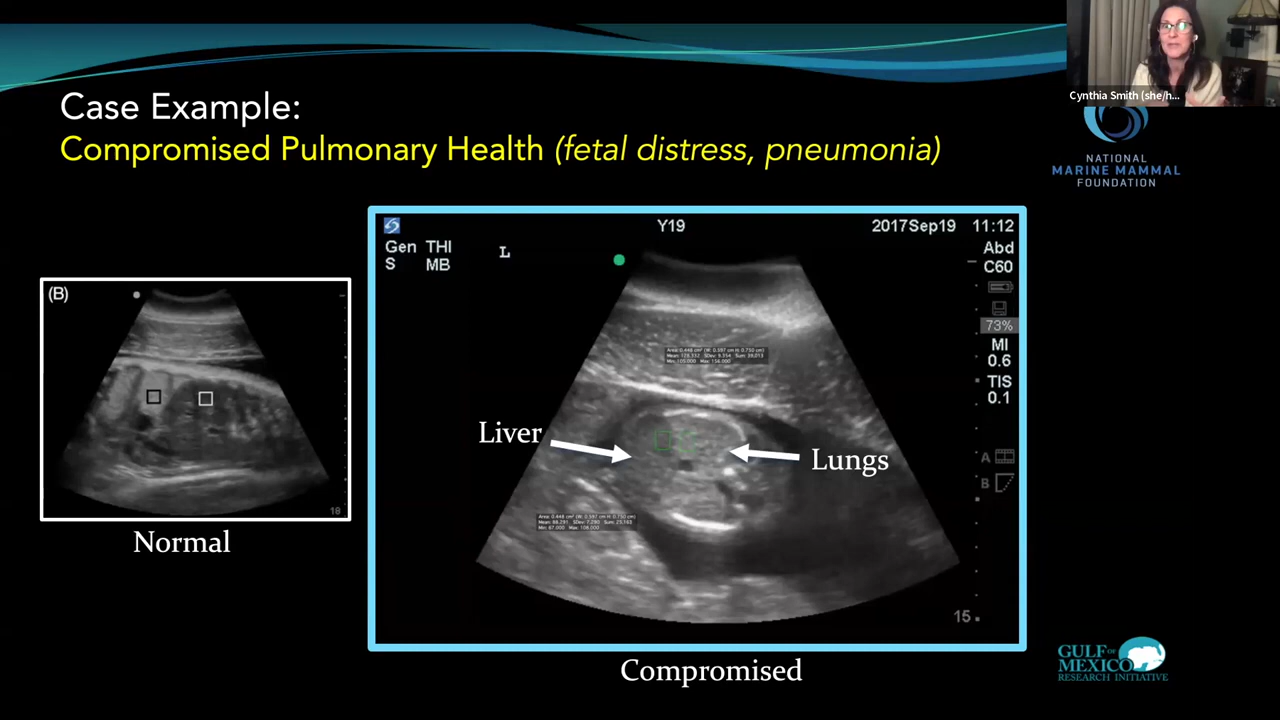 Cynthia Smith (she/h...
Case Example:
Compromised Pulmonary Health (fetal distress, pneumonia)
NATIONAL
MARINE MAMMAL
FOUNDATION
(B)
18
Normal
Y19
2017Sep19 11:12
Gen THI
S MB
L
Abd
C60
73%
MI
0.6
TIS
0.1
A
B
15
Liver
Lungs
Compromised
GULF OF
MEXICO
RESEARCH INITIATIVE